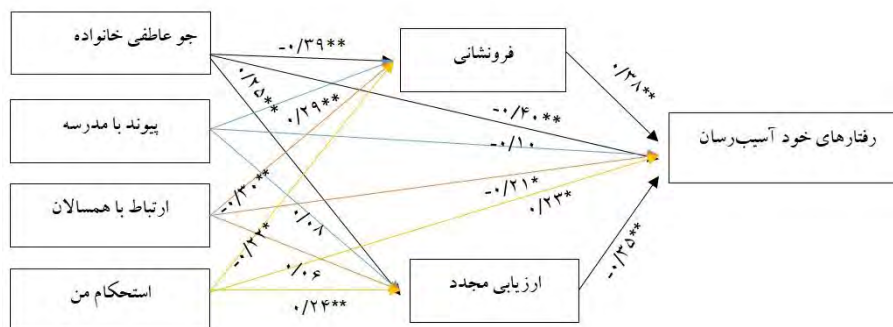 جو عاطفی خانواده
-۰/۳۹**
فرونشانی
۰/۳۸**
۰/۲۵**
۰/۲۹**
-۰/۴۰**
پیوند با مدرسه
-۰/۱۰
رفتارهای خود آسیب‌رسان
ارتباط با همسالان
-۰/۳۰**
-۰/۲۱*
۰/۲۳*
۰/۰۸
-۰/۲۲*
-۰/۳۵**
استحکام من
۰/۰۶
ارزیابی مجدد
۰/۲۴**